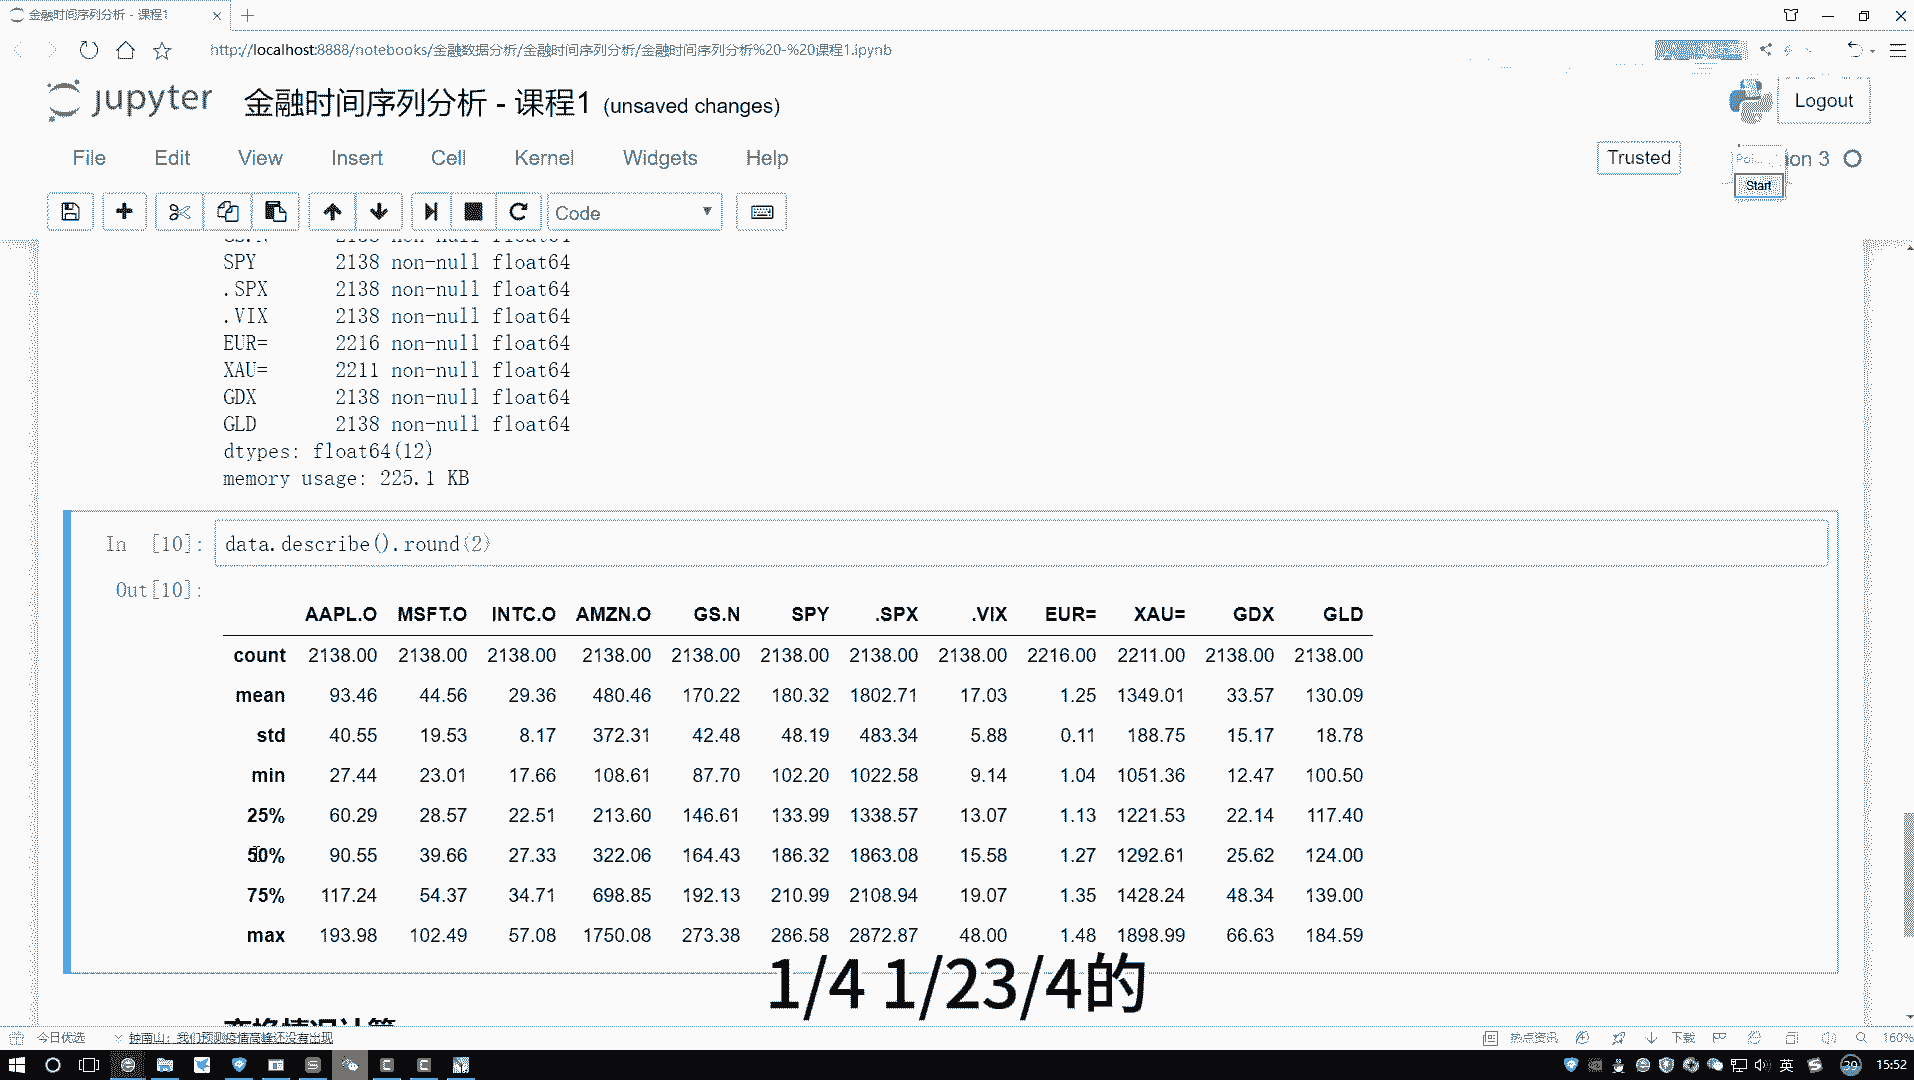 金融时间序列分析 - 课程1
http://localhost:8888/notebooks/金融数据分析/金融时间序列分析/金融时间序列分析%20-%20课程1.ipynb
jupyter 金融时间序列分析 - 课程1 (unsaved changes)
Logout
File Edit View Insert Cell Kernel Widgets Help
Trusted
on 3
Start
Code
SPY 2138 non-null float64
.SPX 2138 non-null float64
.VIX 2138 non-null float64
EUR= 2216 non-null float64
XAU= 2211 non-null float64
GDX 2138 non-null float64
GLD 2138 non-null float64
dtypes: float64(12)
memory usage: 225.1 KB
In [10]: data.describe().round(2)
Out[10]:
AAPL.O MSFT.O INTC.O AMZN.O GS.N SPY .SPX .VIX EUR= XAU= GDX GLD
count 2138.00 2138.00 2138.00 2138.00 2138.00 2138.00 2138.00 2138.00 2216.00 2211.00 2138.00 2138.00
mean 93.46 44.56 29.36 480.46 170.22 180.32 1802.71 17.03 1.25 1349.01 33.57 130.09
std 40.55 19.53 8.17 372.31 42.48 48.19 483.34 5.88 0.11 188.75 15.17 18.78
min 27.44 23.01 17.66 108.61 87.70 102.20 1022.58 9.14 1.04 1051.36 12.47 100.50
25% 60.29 28.57 22.51 213.60 146.61 133.99 1338.57 13.07 1.13 1221.53 22.14 117.40
50% 90.55 39.66 27.33 322.06 164.43 186.32 1863.08 15.58 1.27 1292.61 25.62 124.00
75% 117.24 54.37 34.71 698.85 192.13 210.99 2108.94 19.07 1.35 1428.24 48.34 139.00
max 193.98 102.49 57.08 1750.08 273.38 286.58 2872.87 48.00 1.48 1898.99 66.63 184.59
1/4 1/23/4的
今日优选 钟南山：我们预测疫情高峰还没有出现 热点资讯 下载 160%
英 29 15:52